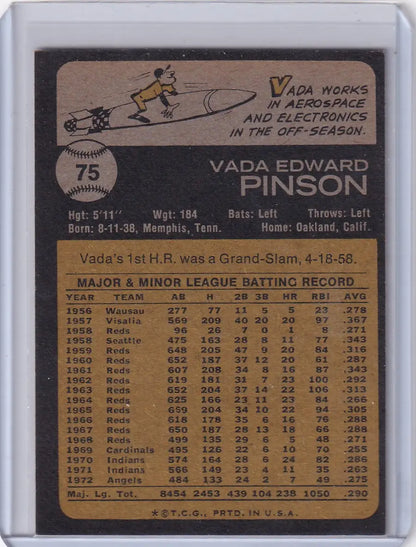 VADA WORKS
IN AEROSPACE
AND ELECTRONICS
IN THE OFF-SEASON.
75
VADA EDWARD
PINSON
Hgt: 5'11" Wgt: 184 Bats: Left Throws: Left
Born: 8-11-38, Memphis, Tenn. Home: Oakland, Calif.
Vada's 1st H.R. was a Grand-Slam, 4-18-58.
MAJOR & MINOR LEAGUE BATTING RECORD
YEAR TEAM AB H 2B 3B HR RBI AVG
1956 Wausau 277 77 11 5 5 23 .278
1957 Visalia 569 209 40 20 20 97 .367
1958 Reds 96 26 7 0 1 8 .271
1958 Seattle 475 163 28 8 11 77 .343
1959 Reds 648 205 47 9 20 84 .316
1960 Reds 652 187 37 12 20 61 .287
1961 Reds 607 208 34 8 16 87 .343
1962 Reds 619 181 31 7 23 100 .292
1963 Reds 652 204 37 14 22 106 .313
1964 Reds 625 166 23 11 23 84 .266
1965 Reds 669 204 34 10 22 94 .305
1966 Reds 618 178 35 6 16 76 .288
1967 Reds 650 187 28 13 18 66 .288
1968 Reds 499 135 29 6 5 48 .271
1969 Cardinals 495 126 22 6 10 70 .255
1970 Indians 574 164 28 6 24 82 .286
1971 Indians 566 149 23 4 11 35 .263
1972 Angels 484 133 24 2 7 49 .275
Maj. Lg. Tot. 8454 2453 439 104 238 1050 .290
*©T.C.G., PRTD. IN U.S.A.